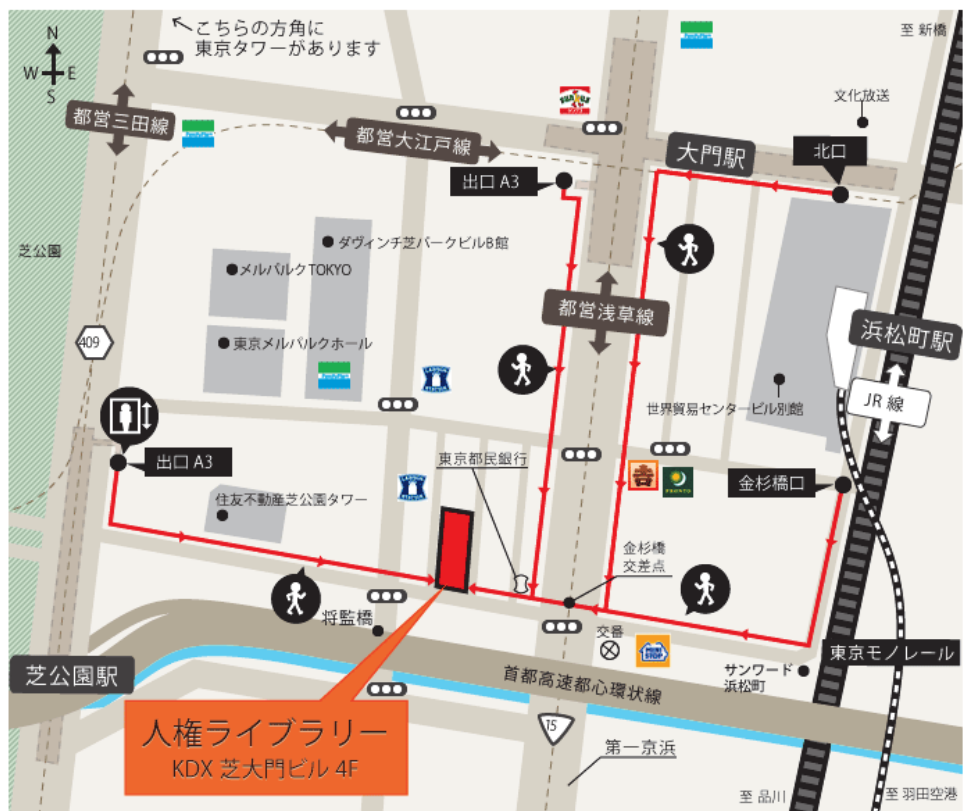 こちらの方角に
東京タワーがあります
N
W E
S
至 新橋
文化放送
都営三田線
都営大江戸線
大門駅
北口
出口 A3
芝公園
ダヴィンチ芝パークビルB館
メルパルクTOKYO
都営浅草線
浜松町駅
409
東京メルパルクホール
JR 線
世界貿易センタービル別館
出口 A3
東京都民銀行
金杉橋口
PRONTO
住友不動産芝公園タワー
金杉橋
交差点
将監橋
交番
MINI
STOP
東京モノレール
サンワード
浜松町
芝公園駅
首都高速都心環状線
人権ライブラリー
KDX 芝大門ビル 4F
15
第一京浜
至 品川
至 羽田空港